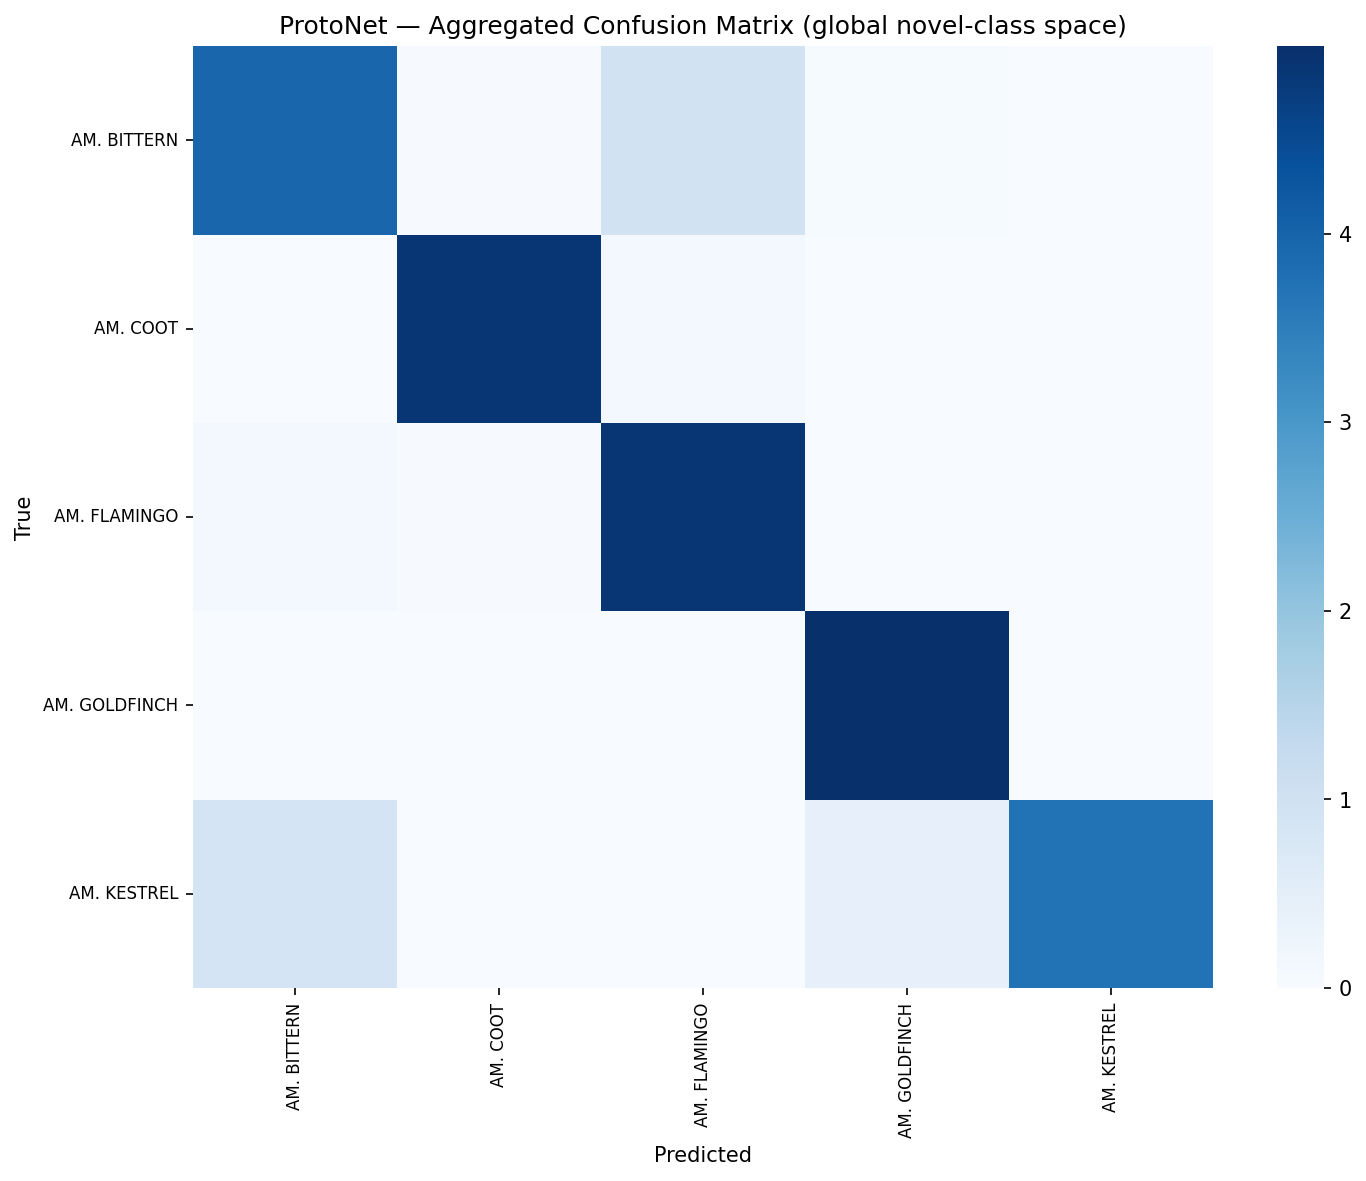 ProtoNet — Aggregated Confusion Matrix (global novel-class space)
AM. BITTERN
AM. COOT
AM. FLAMINGO
AM. GOLDFINCH
AM. KESTREL
True
AM. BITTERN
AM. COOT
AM. FLAMINGO
AM. GOLDFINCH
AM. KESTREL
Predicted
4
3
2
1
0